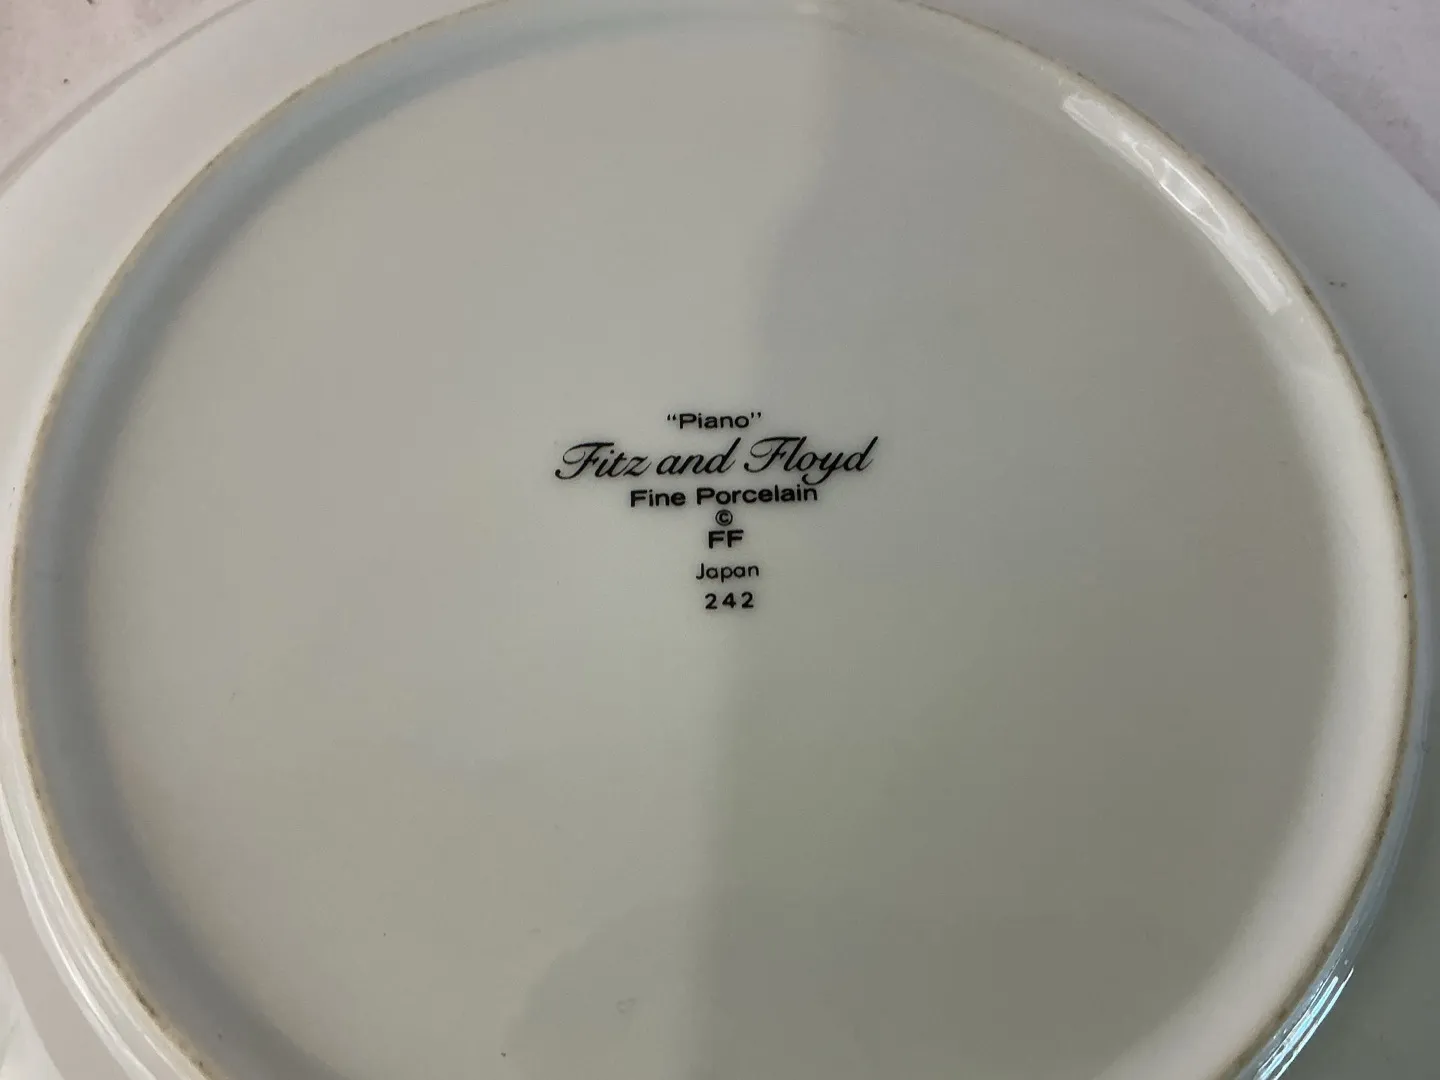 “Piano”
Fitz and Floyd
Fine Porcelain
©
FF
Japan
242